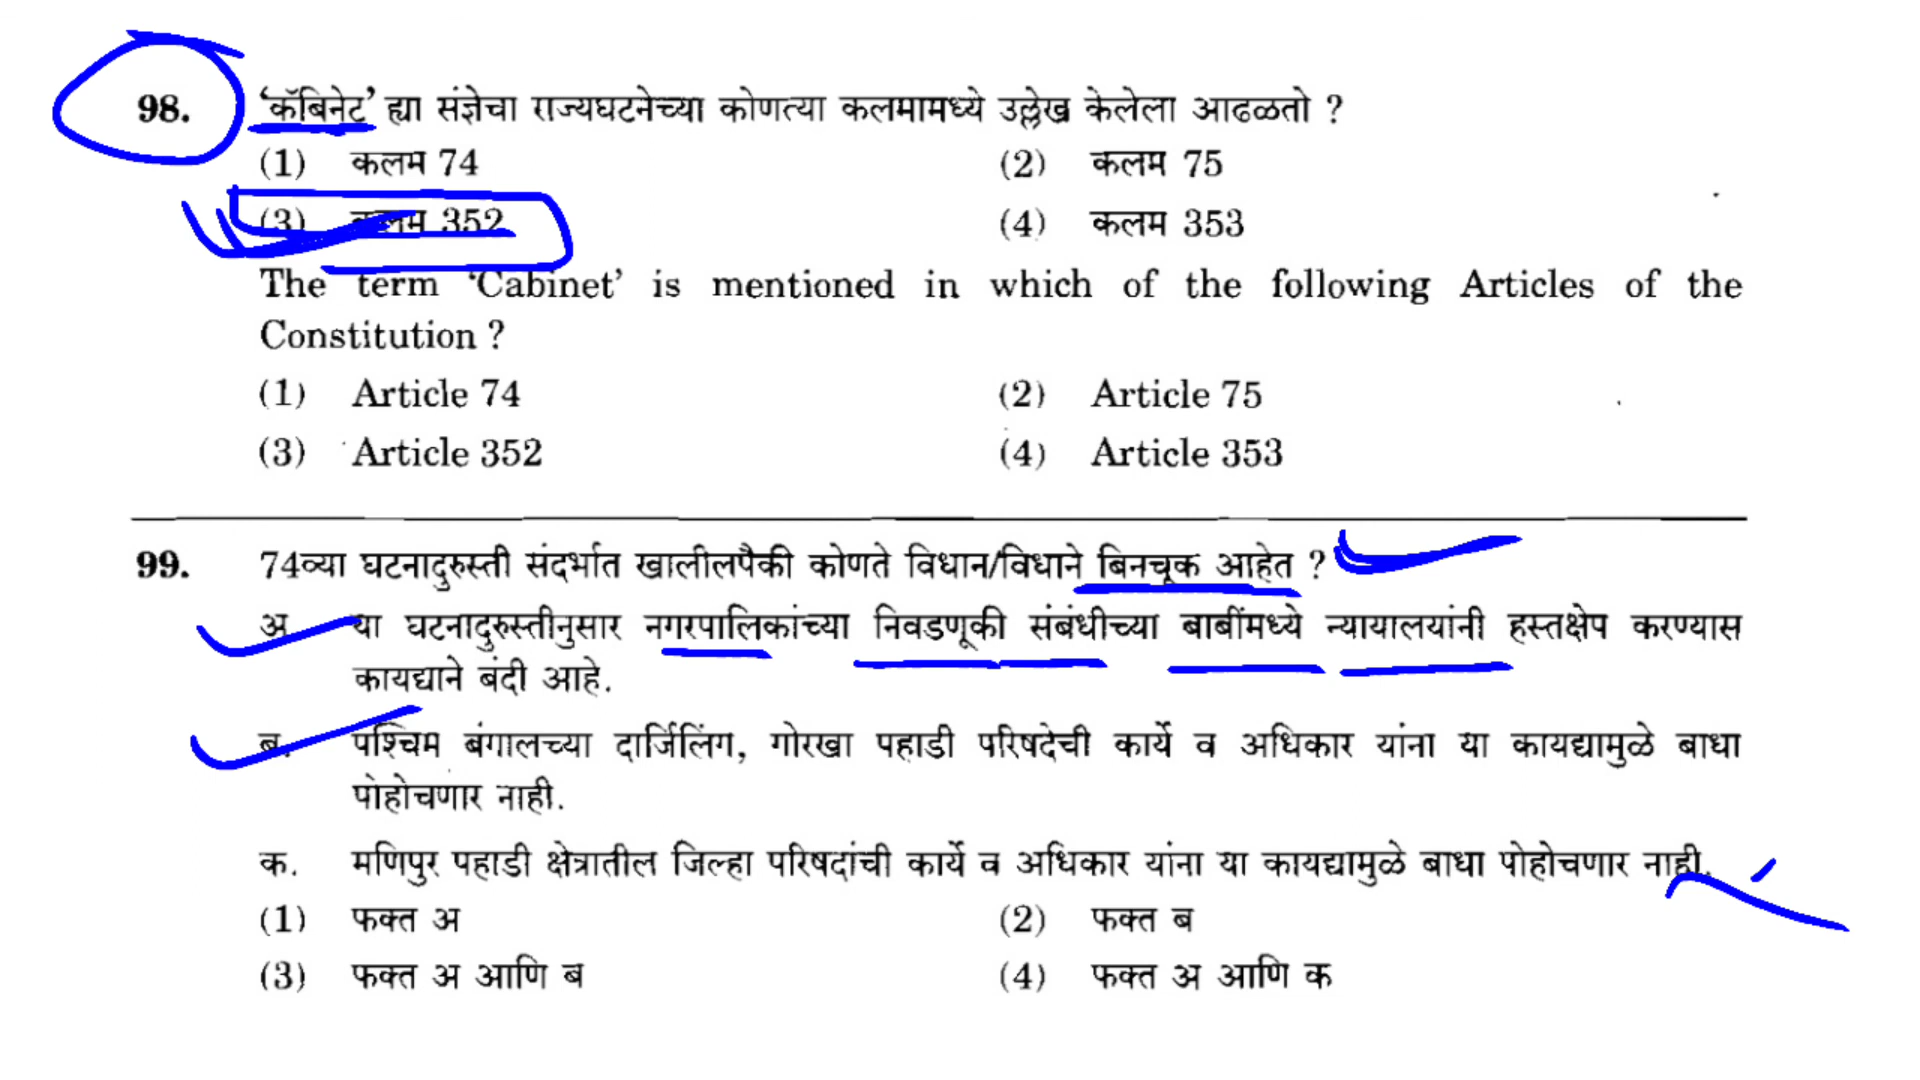 98. ‘कॅबिनेट’ ह्या संज्ञेचा राज्यघटनेच्या कोणत्या कलमामध्ये उल्लेख केलेला आढळतो ?
(1) कलम 74 (2) कलम 75
(3) कलम 352 (4) कलम 353
The term ‘Cabinet’ is mentioned in which of the following Articles of the
Constitution ?
(1) Article 74 (2) Article 75
(3) Article 352 (4) Article 353
99. 74व्या घटनादुरुस्ती संदर्भात खालीलपैकी कोणते विधान/विधाने बिनचूक आहेत ?
अ. या घटनादुरुस्तीनुसार नगरपालिकांच्या निवडणूकी संबंधीच्या बाबींमध्ये न्यायालयांनी हस्तक्षेप करण्यास
कायद्याने बंदी आहे.
ब. पश्चिम बंगालच्या दार्जिलिंग, गोरखा पहाडी परिषदेची कार्ये व अधिकार यांना या कायद्यामुळे बाधा
पोहोचणार नाही.
क. मणिपुर पहाडी क्षेत्रातील जिल्हा परिषदांची कार्ये व अधिकार यांना या कायद्यामुळे बाधा पोहोचणार नाही.
(1) फक्त अ (2) फक्त ब
(3) फक्त अ आणि ब (4) फक्त अ आणि क